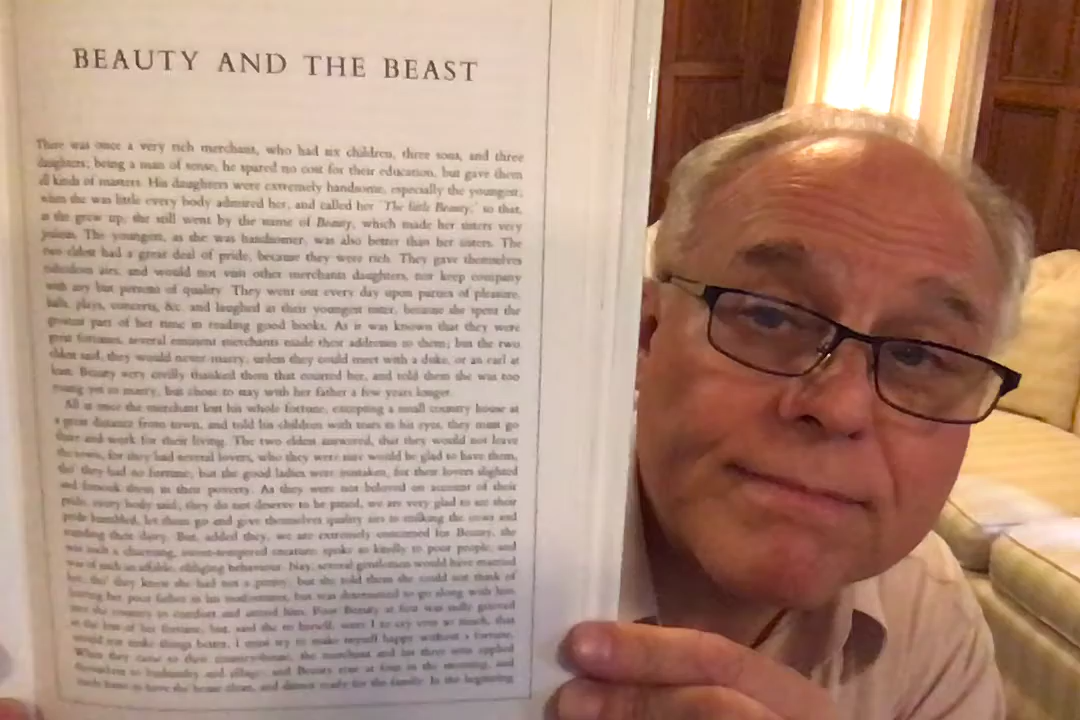 BEAUTY AND THE BEAST
There was once a very rich merchant, who had six children, three sons, and three
daughters; being a man of sense, he spared no cost for their education, but gave them
all kinds of masters. His daughters were extremely handsome, especially the youngest;
when she was little every body admired her, and called her 'The little Beauty;' so that,
as she grew up, she still went by the name of Beauty, which made her sisters very
jealous. The youngest, as she was handsomer, was also better than her sisters. The
two eldest had a great deal of pride, because they were rich. They gave themselves
ridiculous airs, and would not visit other merchants daughters, nor keep company
with any but persons of quality. They went out every day upon parties of pleasure,
balls, plays, concerts, &c. and laughed at their youngest sister, because she spent the
greatest part of her time in reading good books. As it was known that they were
great fortunes, several eminent merchants made their addresses to them; but the two
eldest said, they would never marry, unless they could meet with a duke, or an earl at
least. Beauty very civilly thanked them that courted her, and told them she was too
young yet to marry, but chose to stay with her father a few years longer.
All at once the merchant lost his whole fortune, excepting a small country house at
a great distance from town, and told his children with tears in his eyes, they must go
there and work for their living. The two eldest answered, that they would not leave
the town, for they had several lovers, who they were sure would be glad to have them,
tho' they had no fortune; but the good ladies were mistaken, for their lovers slighted
and forsook them in their poverty. As they were not beloved on account of their
pride, every body said, they do not deserve to be pitied, we are very glad to see their
pride humbled, let them go and give themselves quality airs in milking the cows and
minding their dairy. But, added they, we are extremely concerned for Beauty, she
was such a charming, sweet-tempered creature, spoke so kindly to poor people, and
was of such an affable, obliging behaviour. Nay, several gentlemen would have married
her, tho' they knew she had not a penny; but she told them she could not think of
leaving her poor father in his misfortunes, but was determined to go along with him
into the country to comfort and attend him. Poor Beauty at first was sadly grieved
at the loss of her fortune; but, said she to herself, were I to cry ever so much, that
would not make things better, I must try to make myself happy without a fortune.
When they came to their country-house, the merchant and his three sons applied
themselves to husbandry and tillage; and Beauty rose at four in the morning, and
made haste to have the house clean, and dinner ready for the family. In the beginning